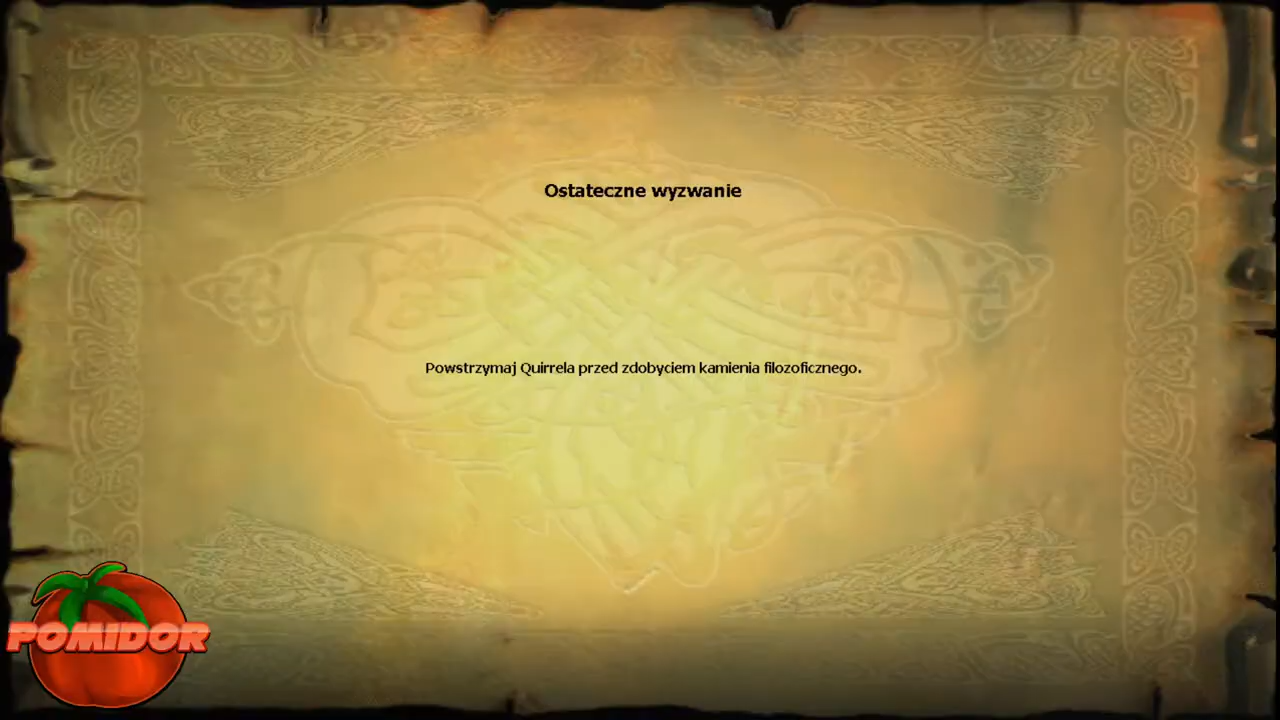 Ostateczne wyzwanie
Powstrzymaj Quirrela przed zdobyciem kamienia filozoficznego.
POMIDOR